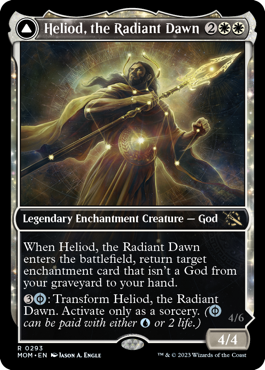 Heliod, the Radiant Dawn 2
Legendary Enchantment Creature — God
When Heliod, the Radiant Dawn
enters the battlefield, return target
enchantment card that isn't a God from
your graveyard to your hand.
3: Transform Heliod, the Radiant
Dawn. Activate only as a sorcery. (
can be paid with either or 2 life.)
4/6
4/4
R 0293
MOM • EN JASON A. ENGLE
™ & © 2023 Wizards of the Coast